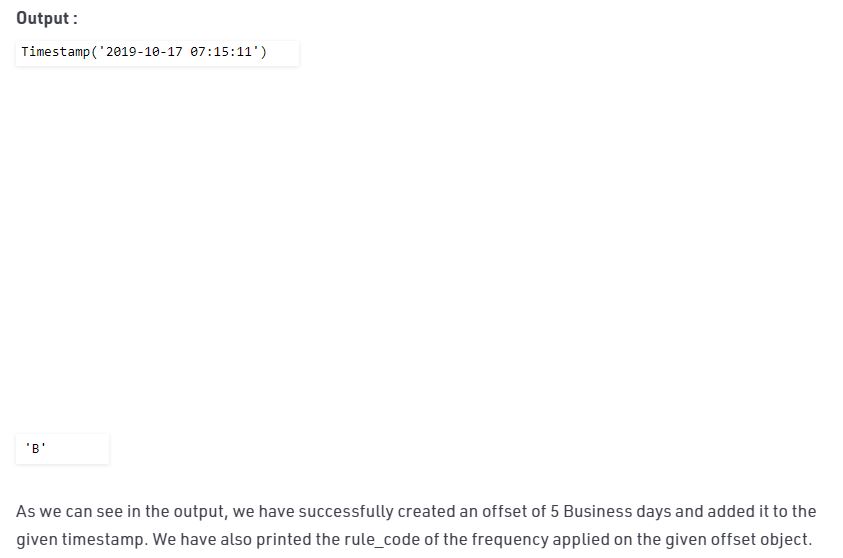 Output :
Timestamp('2019-10-17 07:15:11')
'B'
As we can see in the output, we have successfully created an offset of 5 Business days and added it to the
given timestamp. We have also printed the rule_code of the frequency applied on the given offset object.